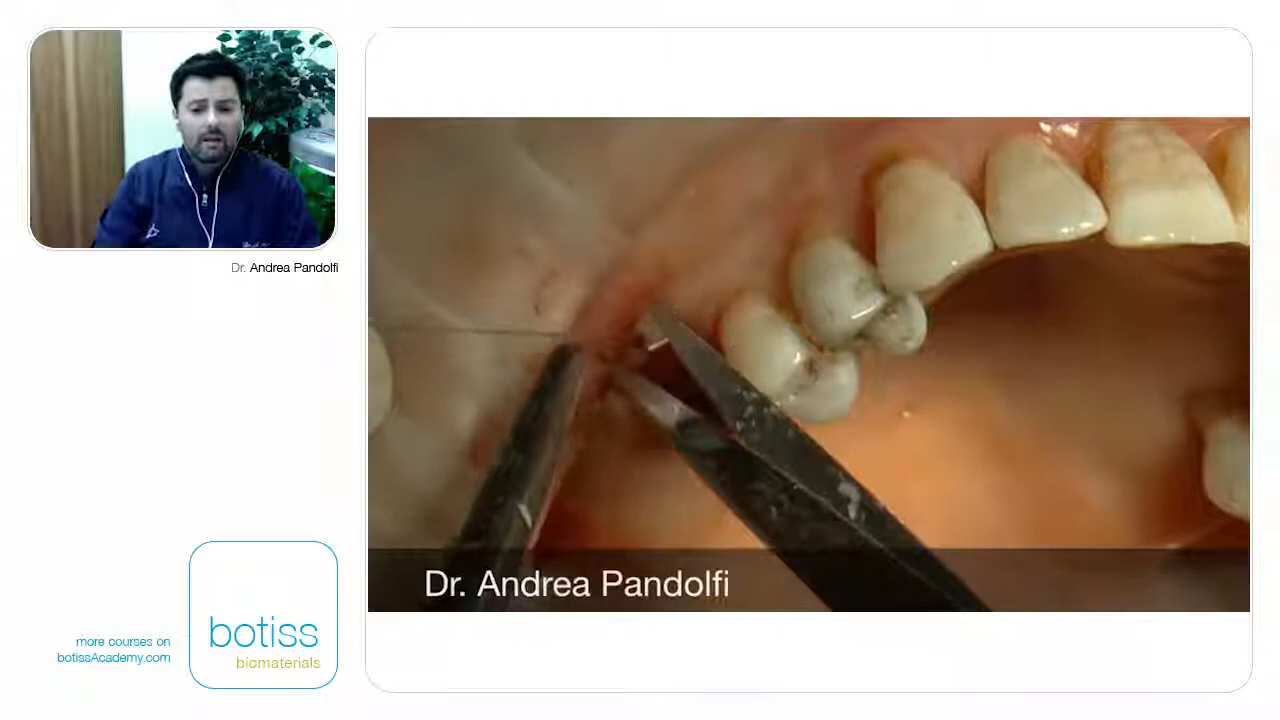 Dr. Andrea Pandolfi
Dr. Andrea Pandolfi
more courses on
botissAcademy.com
botiss
biomaterials